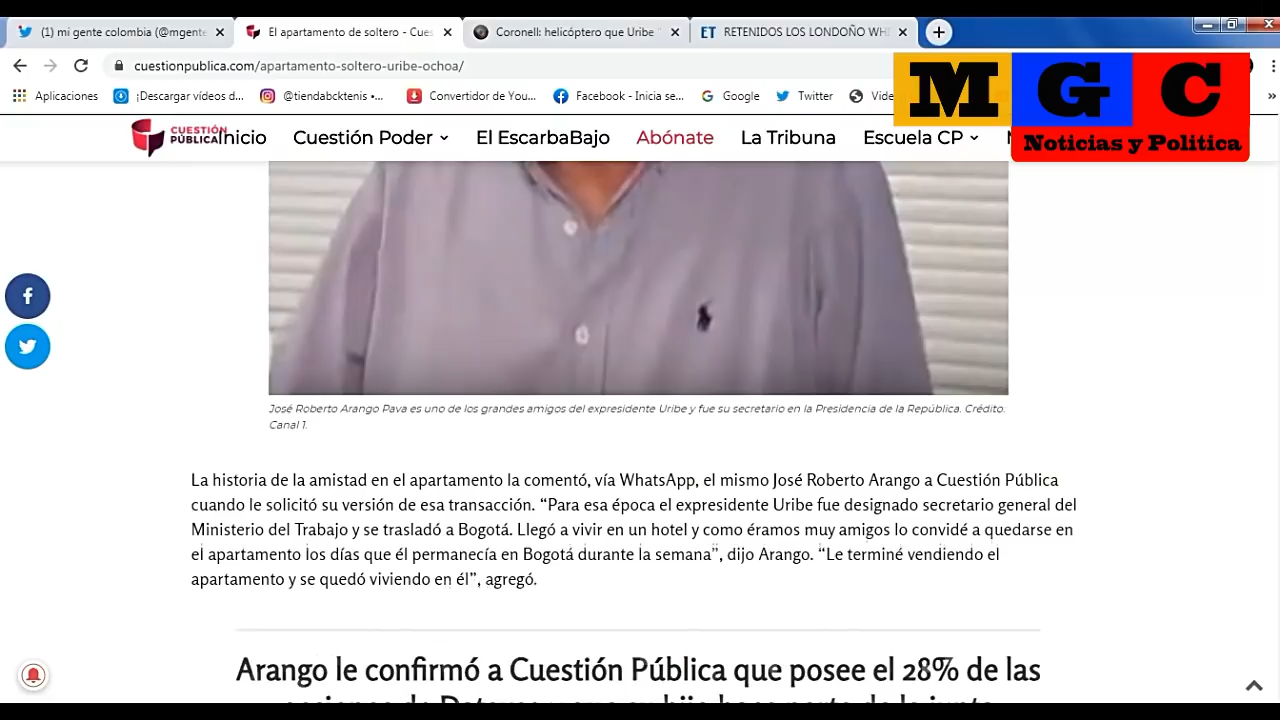 (1) mi gente colombia (@mgente
El apartamento de soltero - Cues
Coronell: helicóptero que Uribe "
ET RETENIDOS LOS LONDOÑO WHI
cuestionpublica.com/apartamento-soltero-uribe-ochoa/
Aplicaciones
¡Descargar vídeos d...
@tiendabcktenis •...
Convertidor de You...
Facebook - Inicia se...
Google
Twitter
»
MGC
Noticias y Politica
CUESTIÓN PÚBLICA
Inicio
Cuestión Poder
El EscarbaBajo
Abónate
La Tribuna
Escuela CP
José Roberto Arango Pava es uno de los grandes amigos del expresidente Uribe y fue su secretario en la Presidencia de la República. Crédito.
Canal 1.
La historia de la amistad en el apartamento la comentó, vía WhatsApp, el mismo José Roberto Arango a Cuestión Pública
cuando le solicitó su versión de esa transacción. “Para esa época el expresidente Uribe fue designado secretario general del
Ministerio del Trabajo y se trasladó a Bogotá. Llegó a vivir en un hotel y como éramos muy amigos lo convidé a quedarse en
el apartamento los días que él permanecía en Bogotá durante la semana”, dijo Arango. “Le terminé vendiendo el
apartamento y se quedó viviendo en él”, agregó.
Arango le confirmó a Cuestión Pública que posee el 28% de las